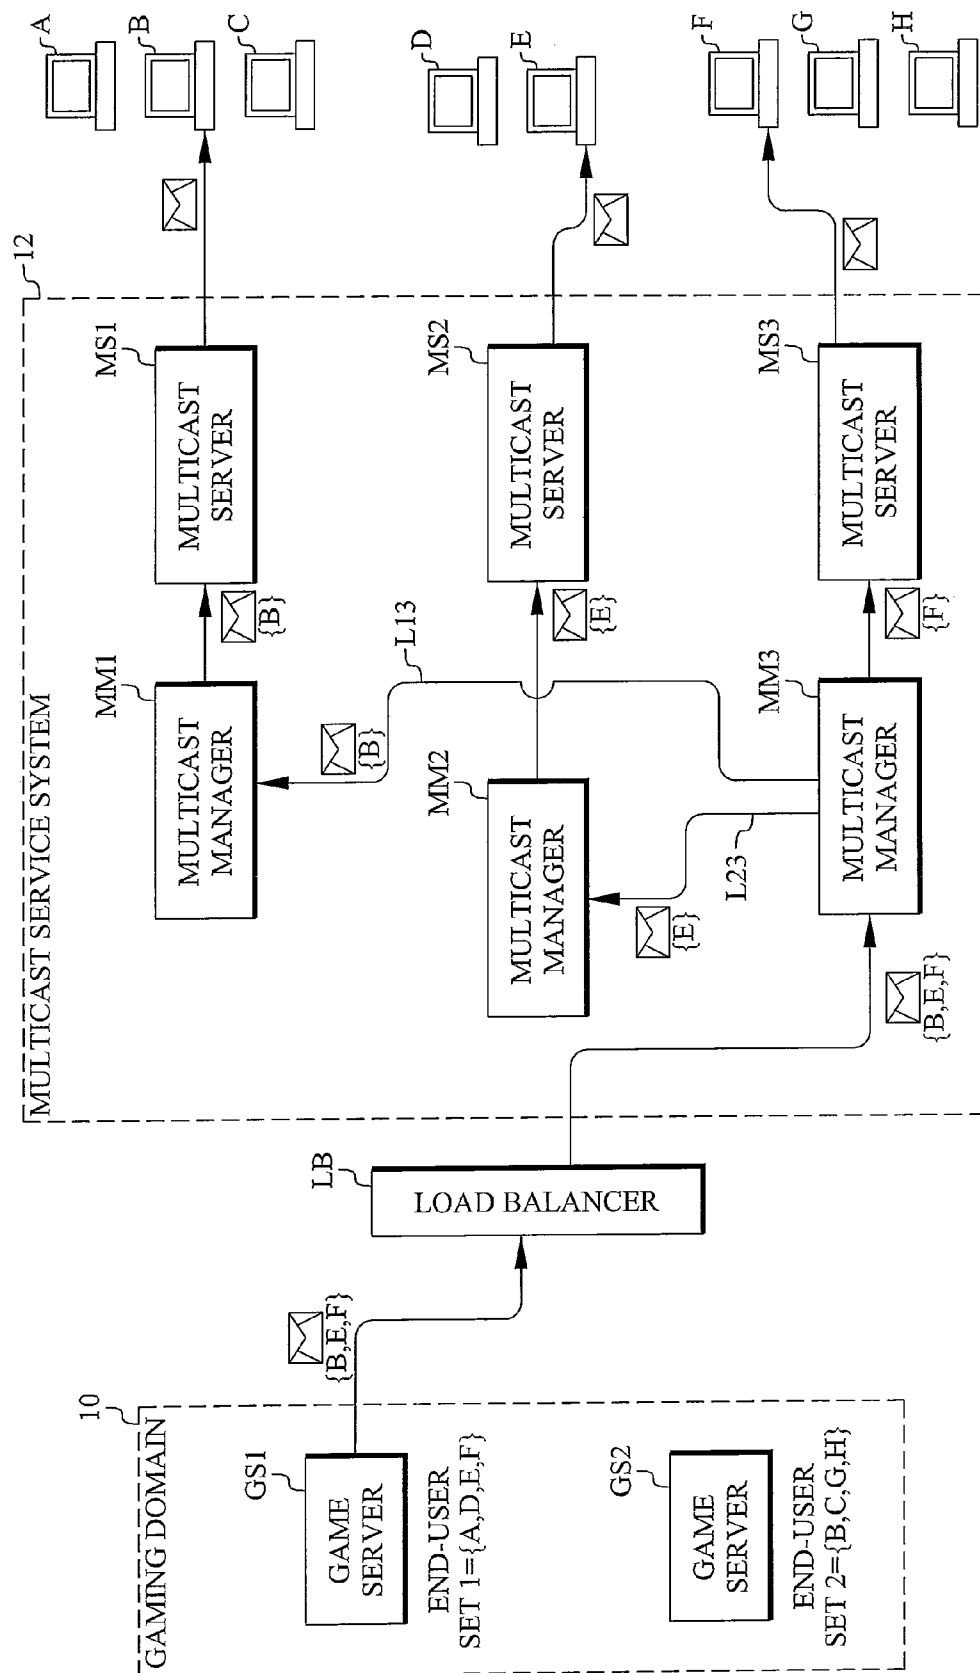 10
GAMING DOMAIN
GS1
GAME
SERVER
END-USER
SET 1={A,D,E,F}
GS2
GAME
SERVER
END-USER
SET 2={B,C,G,H}
{B,E,F}
LB
LOAD BALANCER
12
MULTICAST SERVICE SYSTEM
{B,E,F}
MM1
MULTICAST
MANAGER
{B}
MM2
MULTICAST
MANAGER
{E}
L23
MM3
MULTICAST
MANAGER
L13
{B}
{E}
{F}
MS1
MULTICAST
SERVER
MS2
MULTICAST
SERVER
MS3
MULTICAST
SERVER
A
B
C
D
E
F
G
H